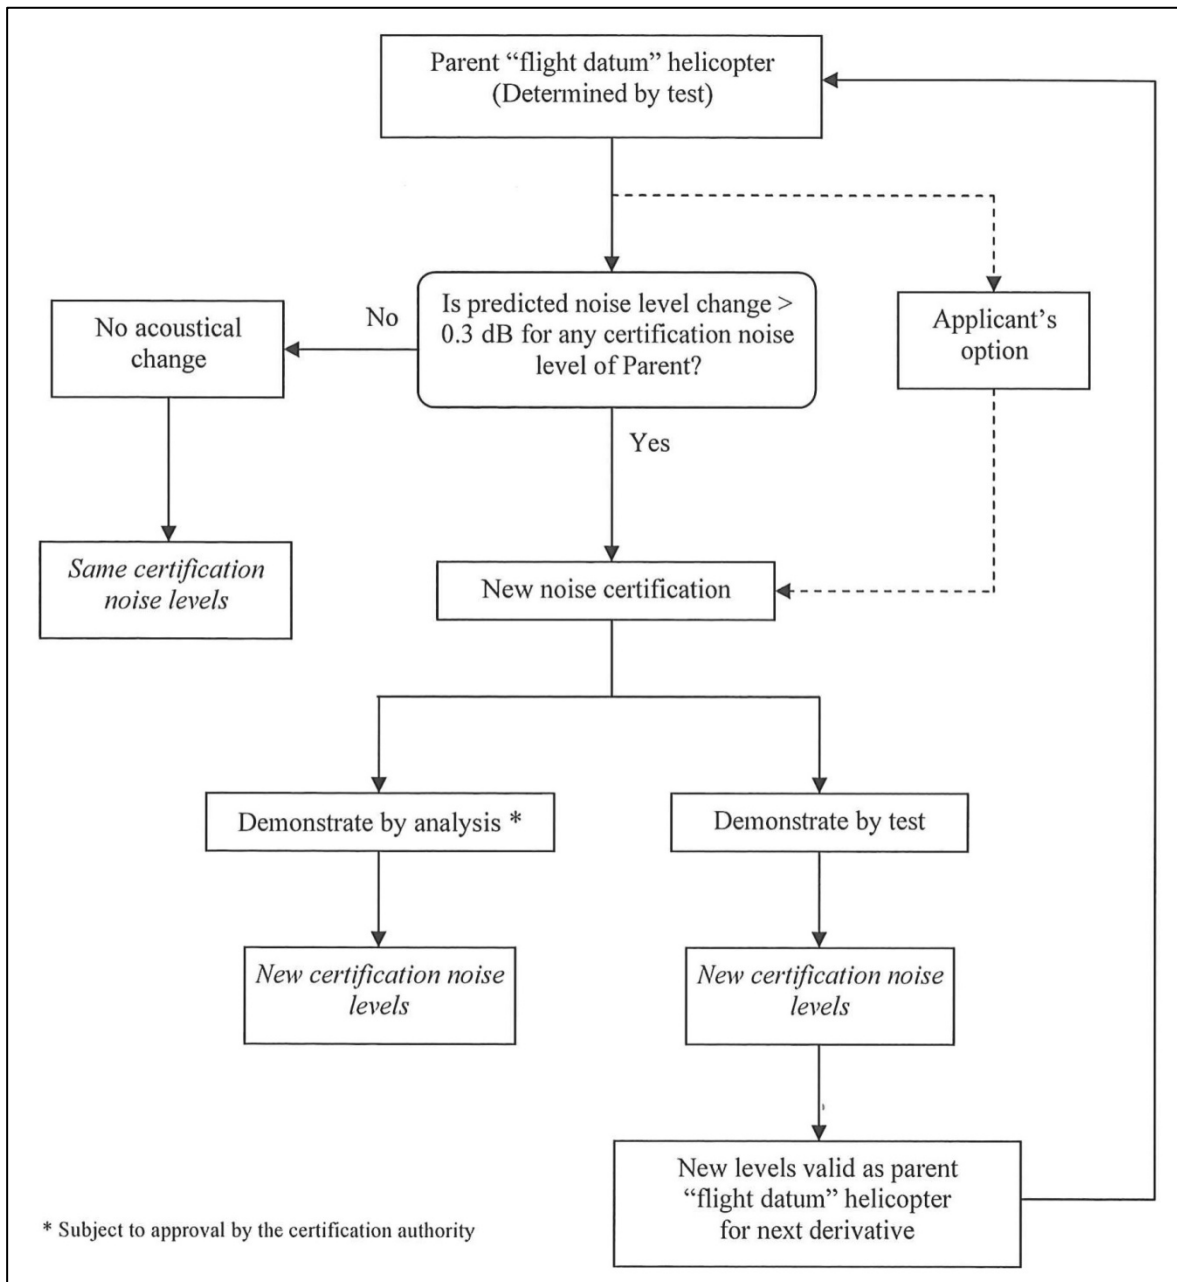 Parent “flight datum” helicopter
(Determined by test)
Is predicted noise level change >
0.3 dB for any certification noise
level of Parent?
No
No acoustical
change
Applicant’s
option
Yes
Same certification
noise levels
New noise certification
Demonstrate by analysis *
Demonstrate by test
New certification noise
levels
New certification noise
levels
New levels valid as parent
“flight datum” helicopter
for next derivative
* Subject to approval by the certification authority